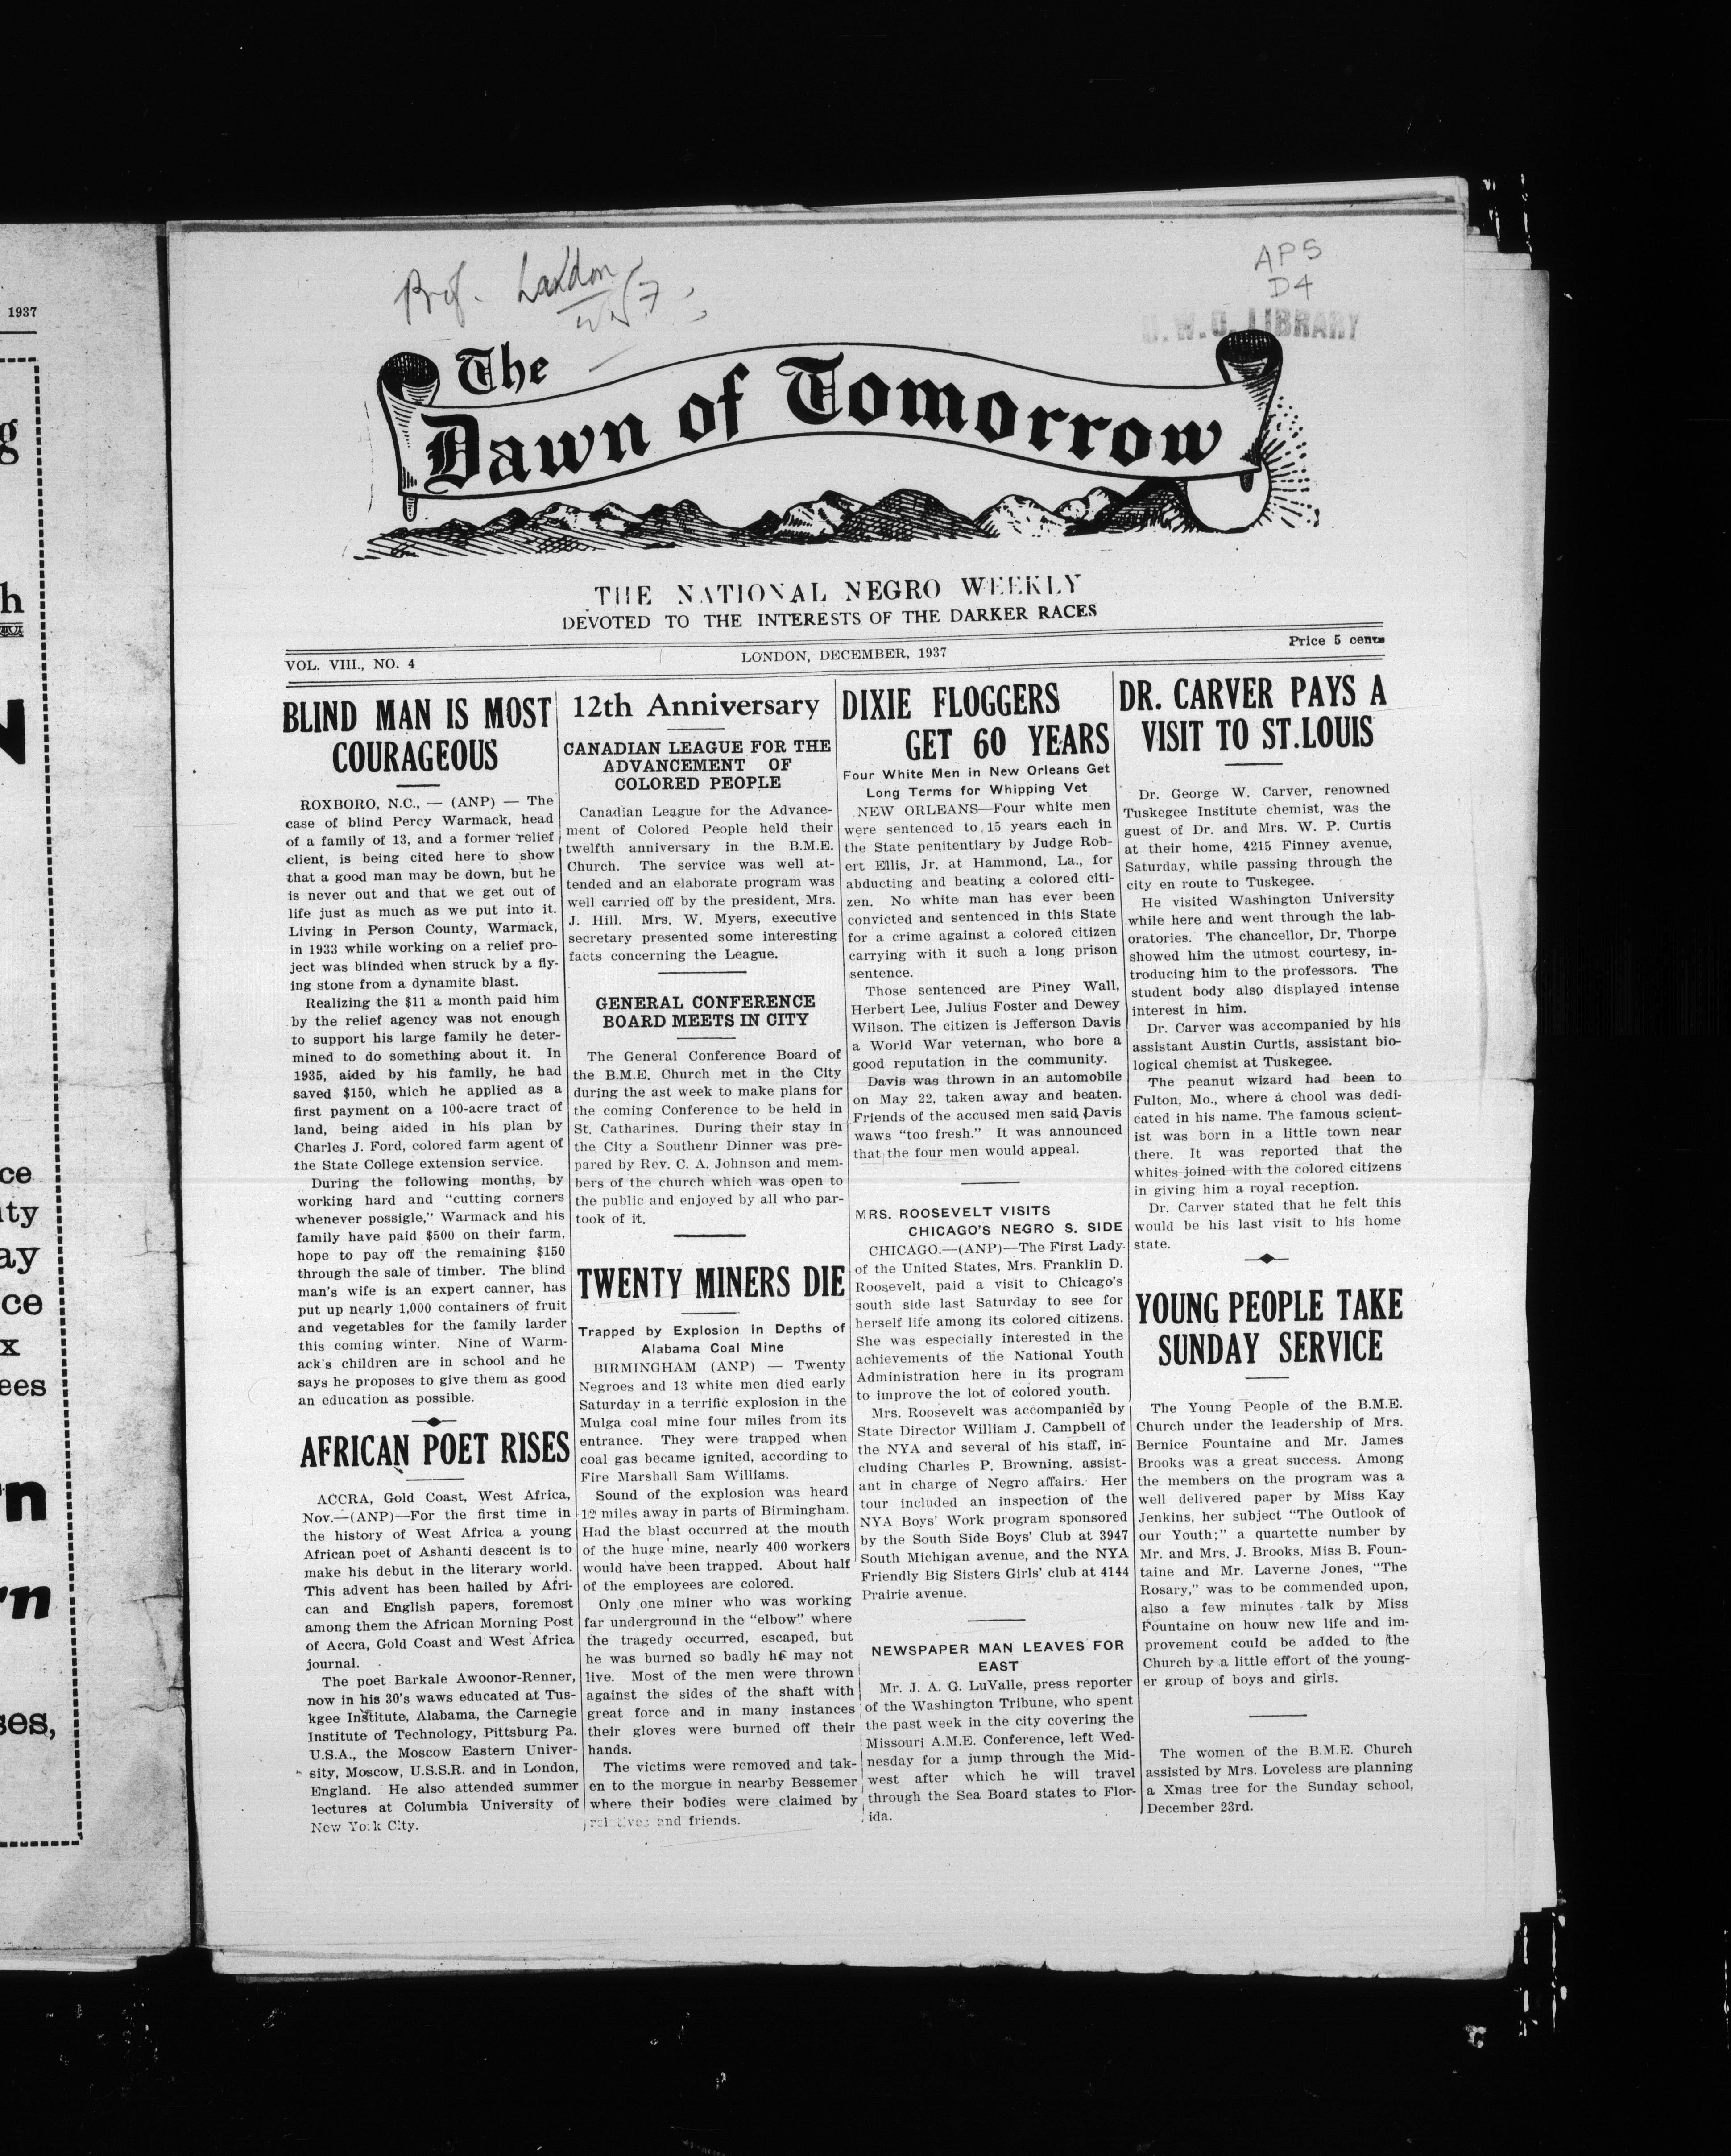 1937
g
h
N
ce
ity
ay
ce
x
ees
n
rn
ses,
Prof. Landon
AP5
D4
U.W.O. LIBRARY
The
Dawn of Tomorrow
THE NATIONAL NEGRO WEEKLY
DEVOTED TO THE INTERESTS OF THE DARKER RACES
VOL. VIII., NO. 4
LONDON, DECEMBER, 1937
Price 5 cents
BLIND MAN IS MOST
COURAGEOUS
ROXBORO, N.C., — (ANP) — The
case of blind Percy Warmack, head
of a family of 13, and a former relief
client, is being cited here to show
that a good man may be down, but he
is never out and that we get out of
life just as much as we put into it.
Living in Person County, Warmack,
in 1933 while working on a relief pro-
ject was blinded when struck by a fly-
ing stone from a dynamite blast.
Realizing the $11 a month paid him
by the relief agency was not enough
to support his large family he deter-
mined to do something about it. In
1935, aided by his family, he had
saved $150, which he applied as a
first payment on a 100-acre tract of
land, being aided in his plan by
Charles J. Ford, colored farm agent of
the State College extension service.
During the following months, by
working hard and "cutting corners
whenever possigle," Warmack and his
family have paid $500 on their farm,
hope to pay off the remaining $150
through the sale of timber. The blind
man's wife is an expert canner, has
put up nearly 1,000 containers of fruit
and vegetables for the family larder
this coming winter. Nine of Warm-
ack's children are in school and he
says he proposes to give them as good
an education as possible.
AFRICAN POET RISES
ACCRA, Gold Coast, West Africa,
Nov.—(ANP)—For the first time in
the history of West Africa a young
African poet of Ashanti descent is to
make his debut in the literary world.
This advent has been hailed by Afri-
can and English papers, foremost
among them the African Morning Post
of Accra, Gold Coast and West Africa
journal.
The poet Barkale Awoonor-Renner,
now in his 30's waws educated at Tus-
kgee Institute, Alabama, the Carnegie
Institute of Technology, Pittsburg Pa.
U.S.A., the Moscow Eastern Univer-
sity, Moscow, U.S.S.R. and in London,
England. He also attended summer
lectures at Columbia University of
New York City.
12th Anniversary
CANADIAN LEAGUE FOR THE
ADVANCEMENT OF
COLORED PEOPLE
Canadian League for the Advance-
ment of Colored People held their
twelfth anniversary in the B.M.E.
Church. The service was well at-
tended and an elaborate program was
well carried off by the president, Mrs.
J. Hill. Mrs. W. Myers, executive
secretary presented some interesting
facts concerning the League.
GENERAL CONFERENCE
BOARD MEETS IN CITY
The General Conference Board of
the B.M.E. Church met in the City
during the ast week to make plans for
the coming Conference to be held in
St. Catharines. During their stay in
the City a Southenr Dinner was pre-
pared by Rev. C. A. Johnson and mem-
bers of the church which was open to
the public and enjoyed by all who par-
took of it.
TWENTY MINERS DIE
Trapped by Explosion in Depths of
Alabama Coal Mine
BIRMINGHAM (ANP) — Twenty
Negroes and 13 white men died early
Saturday in a terrific explosion in the
Mulga coal mine four miles from its
entrance. They were trapped when
coal gas became ignited, according to
Fire Marshall Sam Williams.
Sound of the explosion was heard
12 miles away in parts of Birmingham.
Had the blast occurred at the mouth
of the huge mine, nearly 400 workers
would have been trapped. About half
of the employees are colored.
Only one miner who was working
far underground in the "elbow" where
the tragedy occurred, escaped, but
he was burned so badly he may not
live. Most of the men were thrown
against the sides of the shaft with
great force and in many instances
their gloves were burned off their
hands.
The victims were removed and tak-
en to the morgue in nearby Bessemer
where their bodies were claimed by
relatives and friends.
DIXIE FLOGGERS
GET 60 YEARS
Four White Men in New Orleans Get
Long Terms for Whipping Vet
NEW ORLEANS—Four white men
were sentenced to 15 years each in
the State penitentiary by Judge Rob-
ert Ellis, Jr. at Hammond, La., for
abducting and beating a colored citi-
zen. No white man has ever been
convicted and sentenced in this State
for a crime against a colored citizen
carrying with it such a long prison
sentence.
Those sentenced are Piney Wall,
Herbert Lee, Julius Foster and Dewey
Wilson. The citizen is Jefferson Davis
a World War veternan, who bore a
good reputation in the community.
Davis was thrown in an automobile
on May 22, taken away and beaten.
Friends of the accused men said Davis
waws "too fresh." It was announced
that the four men would appeal.
MRS. ROOSEVELT VISITS
CHICAGO'S NEGRO S. SIDE
CHICAGO.—(ANP)—The First Lady
of the United States, Mrs. Franklin D.
Roosevelt, paid a visit to Chicago's
south side last Saturday to see for
herself life among its colored citizens.
She was especially interested in the
achievements of the National Youth
Administration here in its program
to improve the lot of colored youth.
Mrs. Roosevelt was accompanied by
State Director William J. Campbell of
the NYA and several of his staff, in-
cluding Charles P. Browning, assist-
ant in charge of Negro affairs. Her
tour included an inspection of the
NYA Boys' Work program sponsored
by the South Side Boys' Club at 3947
South Michigan avenue, and the NYA
Friendly Big Sisters Girls' club at 4144
Prairie avenue.
NEWSPAPER MAN LEAVES FOR
EAST
Mr. J. A. G. LuValle, press reporter
of the Washington Tribune, who spent
the past week in the city covering the
Missouri A.M.E. Conference, left Wed-
nesday for a jump through the Mid-
west after which he will travel
through the Sea Board states to Flor-
ida.
DR. CARVER PAYS A
VISIT TO ST.LOUIS
Dr. George W. Carver, renowned
Tuskegee Institute chemist, was the
guest of Dr. and Mrs. W. P. Curtis
at their home, 4215 Finney avenue,
Saturday, while passing through the
city en route to Tuskegee.
He visited Washington University
while here and went through the lab-
oratories. The chancellor, Dr. Thorpe
showed him the utmost courtesy, in-
troducing him to the professors. The
student body also displayed intense
interest in him.
Dr. Carver was accompanied by his
assistant Austin Curtis, assistant bio-
logical chemist at Tuskegee.
The peanut wizard had been to
Fulton, Mo., where a chool was dedi-
cated in his name. The famous scient-
ist was born in a little town near
there. It was reported that the
whites joined with the colored citizens
in giving him a royal reception.
Dr. Carver stated that he felt this
would be his last visit to his home
state.
YOUNG PEOPLE TAKE
SUNDAY SERVICE
The Young People of the B.M.E.
Church under the leadership of Mrs.
Bernice Fountaine and Mr. James
Brooks was a great success. Among
the members on the program was a
well delivered paper by Miss Kay
Jenkins, her subject "The Outlook of
our Youth;" a quartette number by
Mr. and Mrs. J. Brooks, Miss B. Foun-
taine and Mr. Laverne Jones, "The
Rosary," was to be commended upon,
also a few minutes talk by Miss
Fountaine on houw new life and im-
provement could be added to the
Church by a little effort of the young-
er group of boys and girls.
The women of the B.M.E. Church
assisted by Mrs. Loveless are planning
a Xmas tree for the Sunday school,
December 23rd.